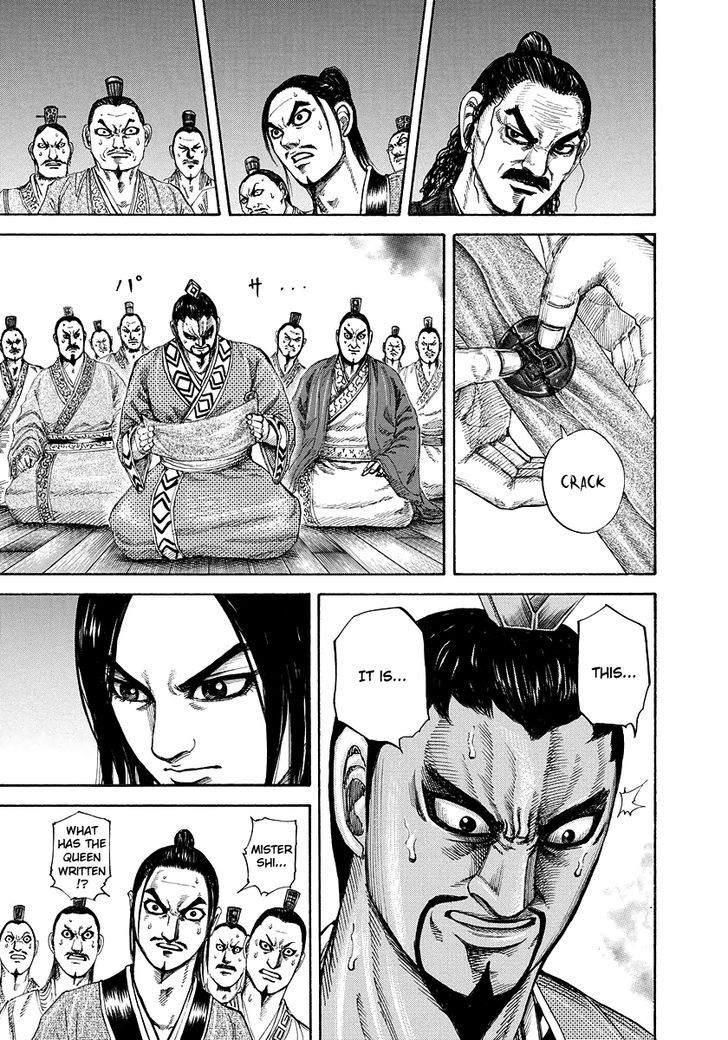 CRACK
パ サ ...
THIS...
IT IS...
MISTER
SHI...
WHAT
HAS THE
QUEEN
WRITTEN
!?